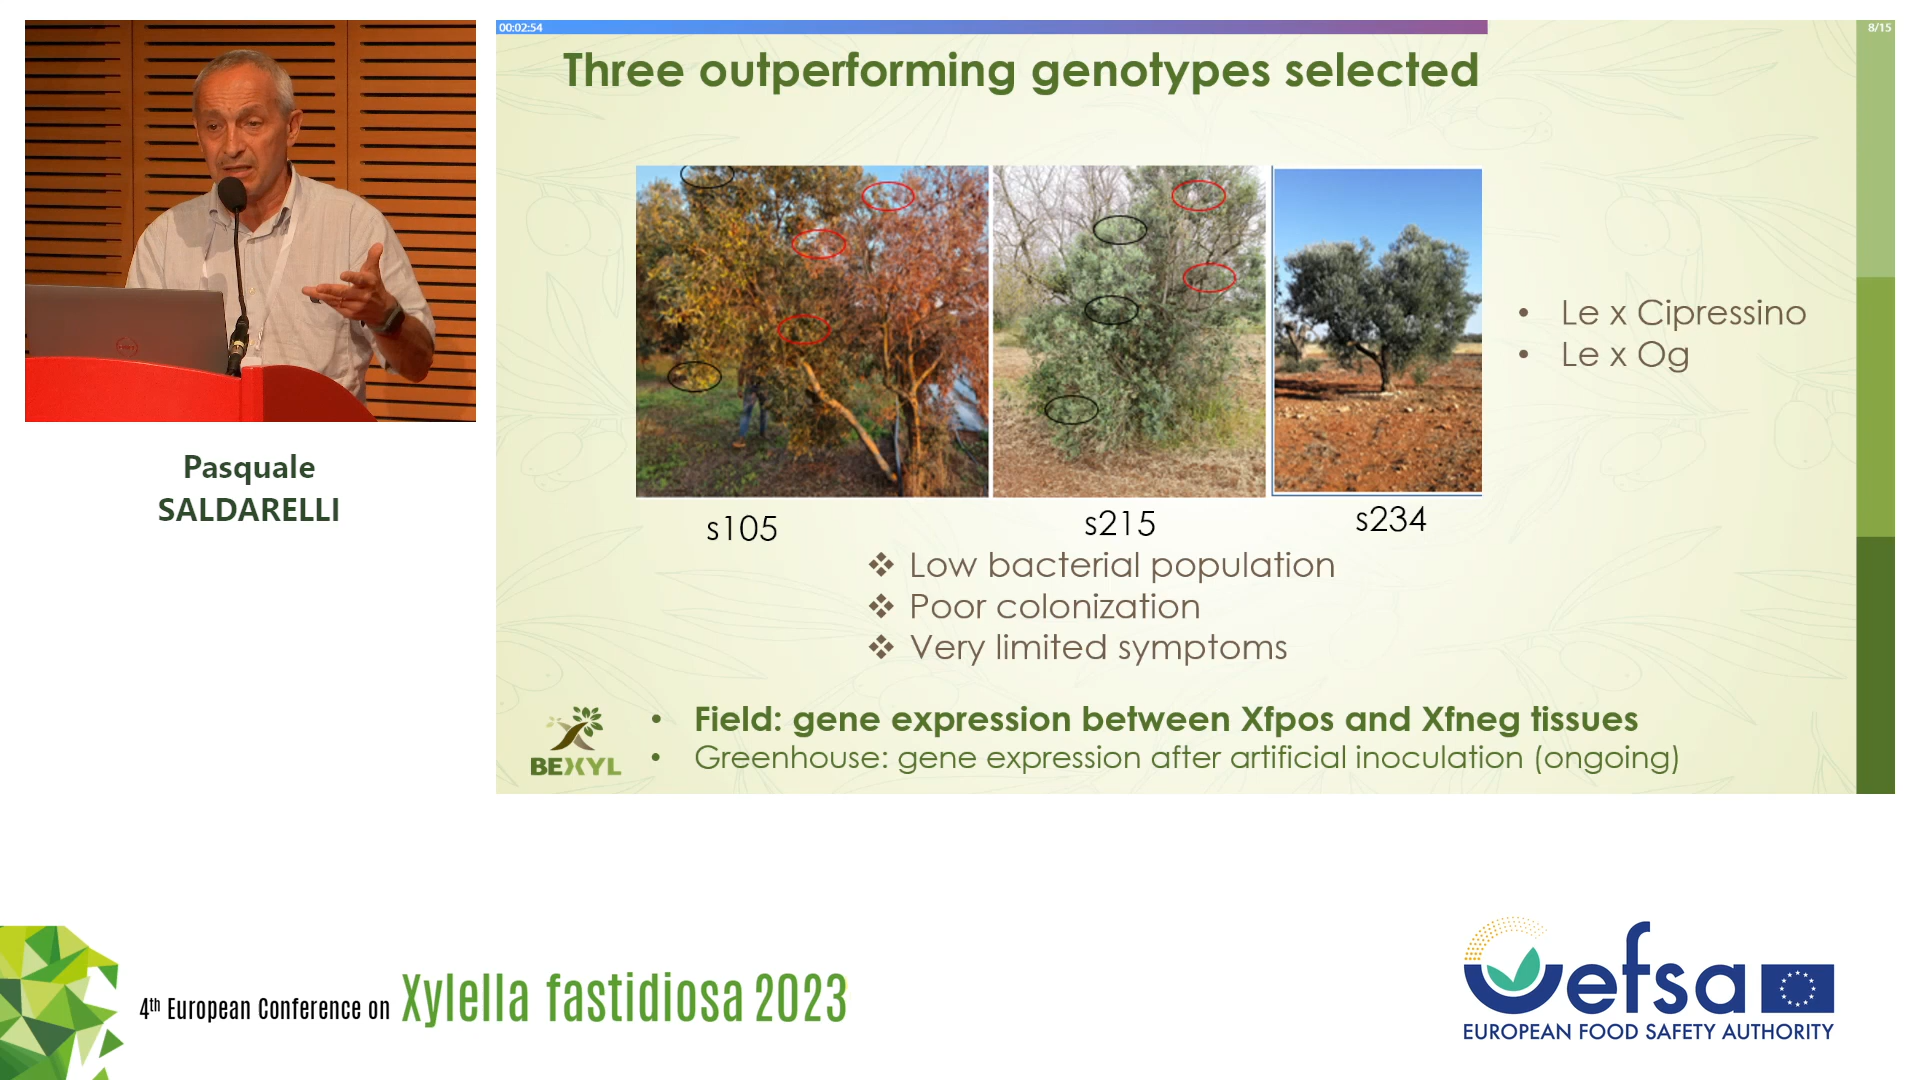 00:02:54
8/15
Three outperforming genotypes selected
• Le x Cipressino
• Le x Og
s105
s215
s234
❖ Low bacterial population
❖ Poor colonization
❖ Very limited symptoms
• Field: gene expression between Xfpos and Xfneg tissues
• Greenhouse: gene expression after artificial inoculation (ongoing)
BEXYL
Pasquale
SALDARELLI
4th European Conference on Xylella fastidiosa 2023
efsa
EUROPEAN FOOD SAFETY AUTHORITY